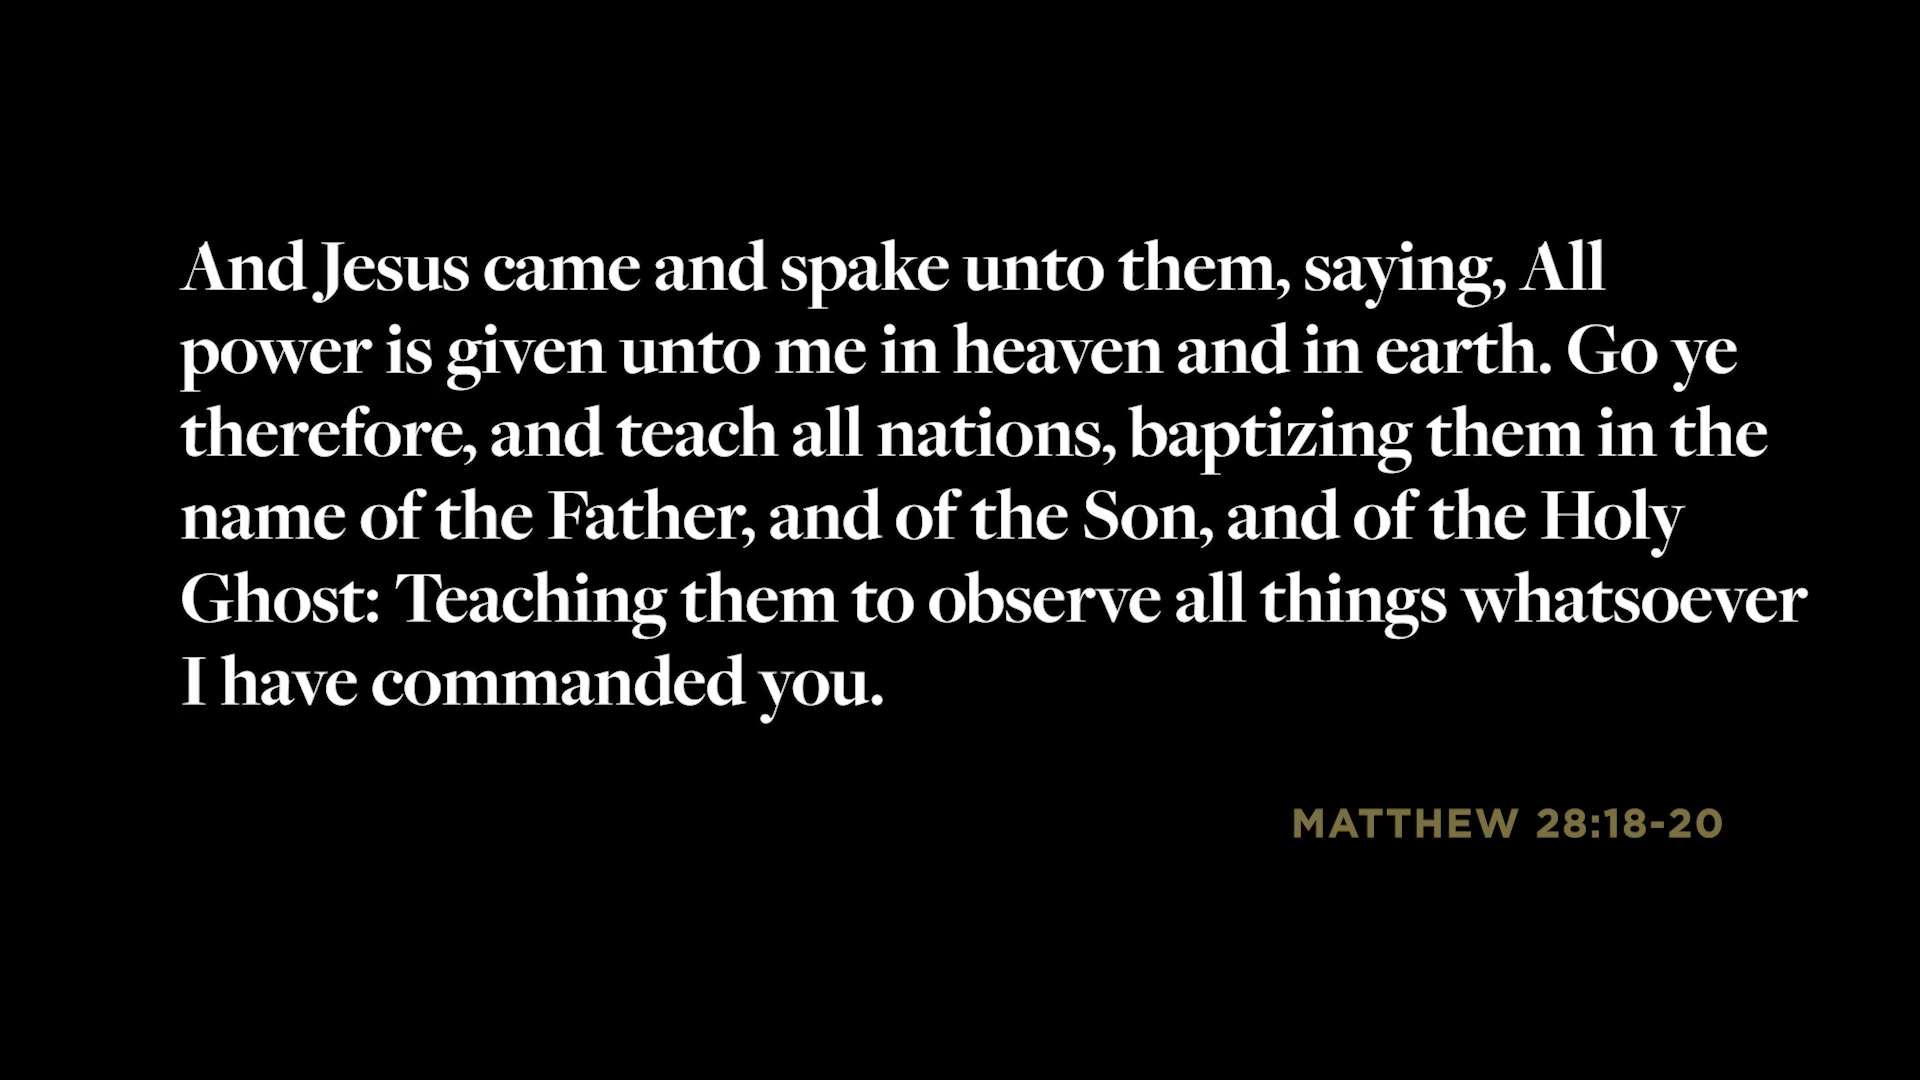 And Jesus came and spake unto them, saying, All
power is given unto me in heaven and in earth. Go ye
therefore, and teach all nations, baptizing them in the
name of the Father, and of the Son, and of the Holy
Ghost: Teaching them to observe all things whatsoever
I have commanded you.
MATTHEW 28:18-20